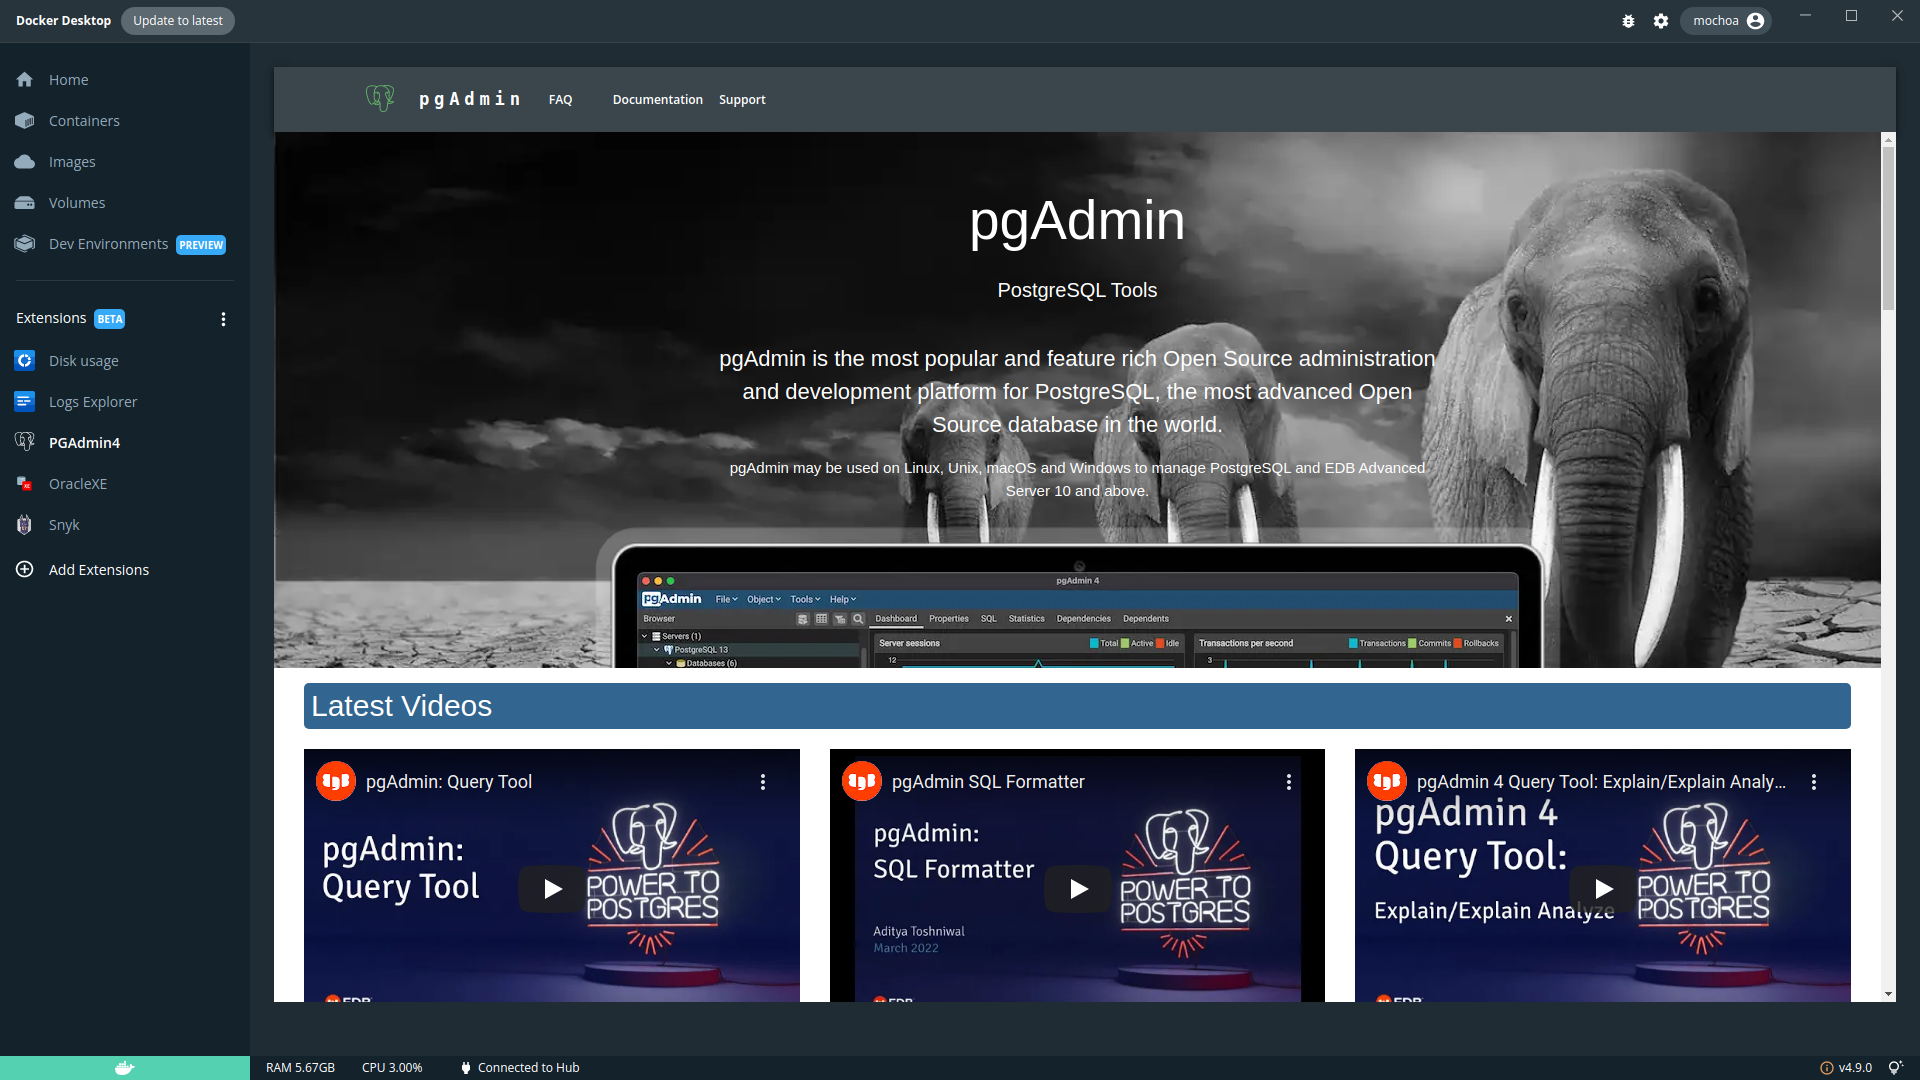 Docker Desktop
Update to latest
mochoa
Home
Containers
Images
Volumes
Dev Environments PREVIEW
Extensions BETA
Disk usage
Logs Explorer
PGAdmin4
OracleXE
Snyk
Add Extensions
pgAdmin
FAQ
Documentation
Support
pgAdmin
PostgreSQL Tools
pgAdmin is the most popular and feature rich Open Source administration
and development platform for PostgreSQL, the most advanced Open
Source database in the world.
pgAdmin may be used on Linux, Unix, macOS and Windows to manage PostgreSQL and EDB Advanced
Server 10 and above.
pgAdmin 4
pgAdmin File Object Tools Help
Browser
Dashboard Properties SQL Statistics Dependencies Dependents
Servers (1)
PostgreSQL 13
Databases (6)
Server sessions
Total Active Idle
12
Transactions per second
Transactions Commits Rollbacks
3
Latest Videos
pgAdmin: Query Tool
pgAdmin:
Query Tool
POWER TO
POSTGRES
EDB
pgAdmin SQL Formatter
pgAdmin:
SQL Formatter
Aditya Toshniwal
March 2022
POWER TO
POSTGRES
EDB
pgAdmin 4 Query Tool: Explain/Explain Analy...
pgAdmin 4
Query Tool:
Explain/Explain Analyze
POWER TO
POSTGRES
EDB
RAM 5.67GB
CPU 3.00%
Connected to Hub
v4.9.0